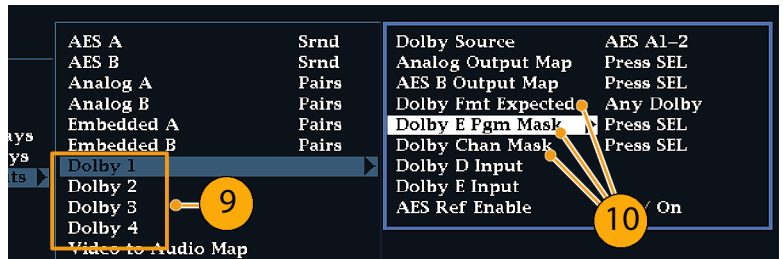 ays
ys
ts
AES A Srnd
AES B Srnd
Analog A Pairs
Analog B Pairs
Embedded A Pairs
Embedded B Pairs
Dolby 1
Dolby 2
Dolby 3
Dolby 4
Video to Audio Map
9
Dolby Source AES A1–2
Analog Output Map Press SEL
AES B Output Map Press SEL
Dolby Fmt Expected Any Dolby
Dolby E Pgm Mask Press SEL
Dolby Chan Mask Press SEL
Dolby D Input
Dolby E Input
AES Ref Enable / On
10